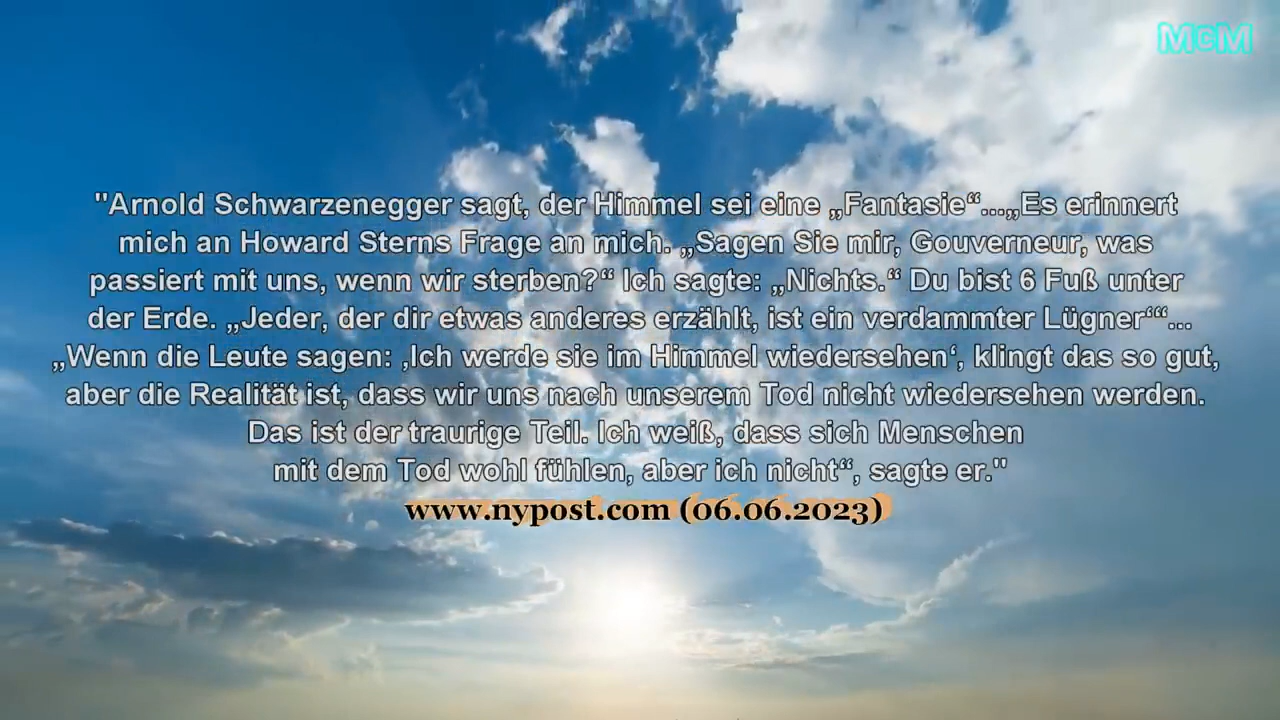 McM
"Arnold Schwarzenegger sagt, der Himmel sei eine „Fantasie“...„Es erinnert
mich an Howard Sterns Frage an mich. „Sagen Sie mir, Gouverneur, was
passiert mit uns, wenn wir sterben?“ Ich sagte: „Nichts.“ Du bist 6 Fuß unter
der Erde. „Jeder, der dir etwas anderes erzählt, ist ein verdammter Lügner“‘“...
„Wenn die Leute sagen: ‚Ich werde sie im Himmel wiedersehen‘, klingt das so gut,
aber die Realität ist, dass wir uns nach unserem Tod nicht wiedersehen werden.
Das ist der traurige Teil. Ich weiß, dass sich Menschen
mit dem Tod wohl fühlen, aber ich nicht“, sagte er."
www.nypost.com (06.06.2023)